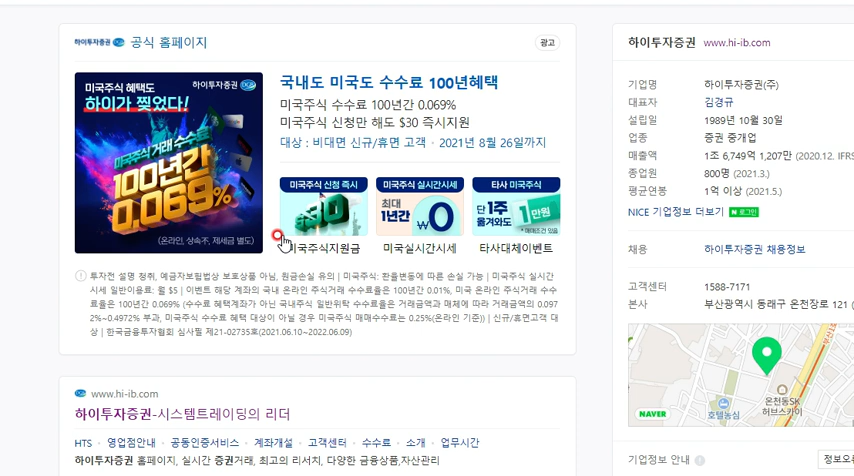 하이투자증권 공식 홈페이지
광고
미국주식 혜택도
하이투자증권
하이가 찢었다!
미국주식 거래 수수료
100년간
0.069%
(온라인, 상속不, 제세금 별도)
국내도 미국도 수수료 100년혜택
미국주식 수수료 100년간 0.069%
미국주식 신청만 해도 $30 즉시지원
대상 : 비대면 신규/휴면 고객 · 2021년 8월 26일까지
미국주식 신청 즉시
$30
미국주식지원금
미국주식 실시간시세
최대
1년간
₩0
미국실시간시세
타사 미국주식
단 1주
옮겨와도
1만원
* 매매조건 있음
타사대체이벤트
투자전 설명 청취, 예금자보험법상 보호상품 아님, 원금손실 유의 | 미국주식: 환율변동에 따른 손실 가능 | 미국주식 실시간
시세 일반이용료: 월 $5 | 이벤트 해당 계좌의 국내 온라인 주식거래 수수료율은 100년간 0.01%, 미국 온라인 주식거래 수수
료율은 100년간 0.069% (수수료 혜택계좌가 아닌 국내주식 일반위탁 수수료율은 거래금액과 매체에 따라 거래금액의 0.097
2%~0.4972% 부과, 미국주식 수수료 혜택 대상이 아닐 경우 미국주식 매매수수료는 0.25%(온라인 기준)) | 신규/휴면고객 대
상 | 한국금융투자협회 심사필 제21-02735호(2021.06.10~2022.06.09)
www.hi-ib.com
하이투자증권-시스템트레이딩의 리더
HTS · 영업점안내 · 공동인증서비스 · 계좌개설 · 고객센터 · 수수료 · 소개 · 업무시간
하이투자증권 홈페이지, 실시간 증권거래, 최고의 리서치, 다양한 금융상품,자산관리
하이투자증권 www.hi-ib.com
기업명 하이투자증권(주)
대표자 김경규
설립일 1989년 10월 30일
업종 증권 중개업
매출액 1조 6,749억 1,207만 (2020.12. IFRS
종업원 800명 (2021.3.)
평균연봉 1억 이상 (2021.5.)
NICE 기업정보 더보기 N 로그인
채용 하이투자증권 채용정보
고객센터 1588-7171
본사 부산광역시 동래구 온천장로 121 (
부산1호
온천동SK
허브스카이
호텔농심
NAVER
기업정보 안내
정보오류